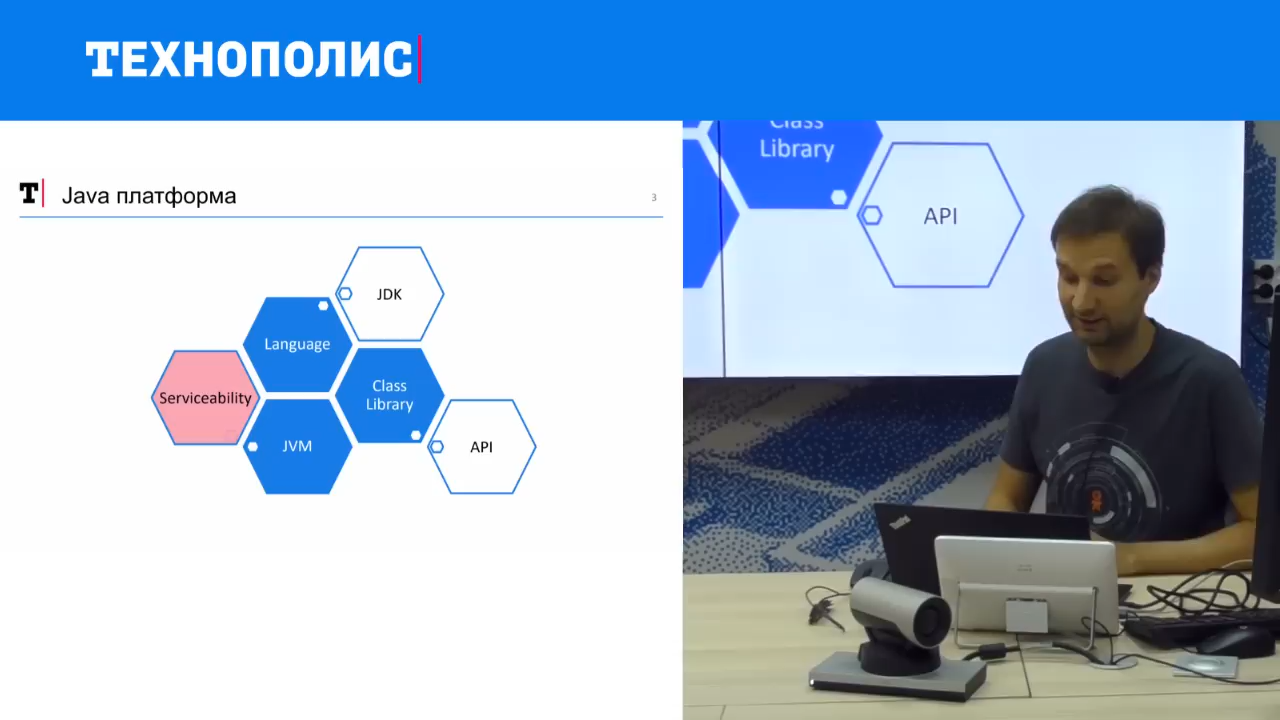 ТЕХНОПОЛИС
T
Java платформа
3
JDK
Language
Class
Library
Serviceability
JVM
API
Class
Library
API